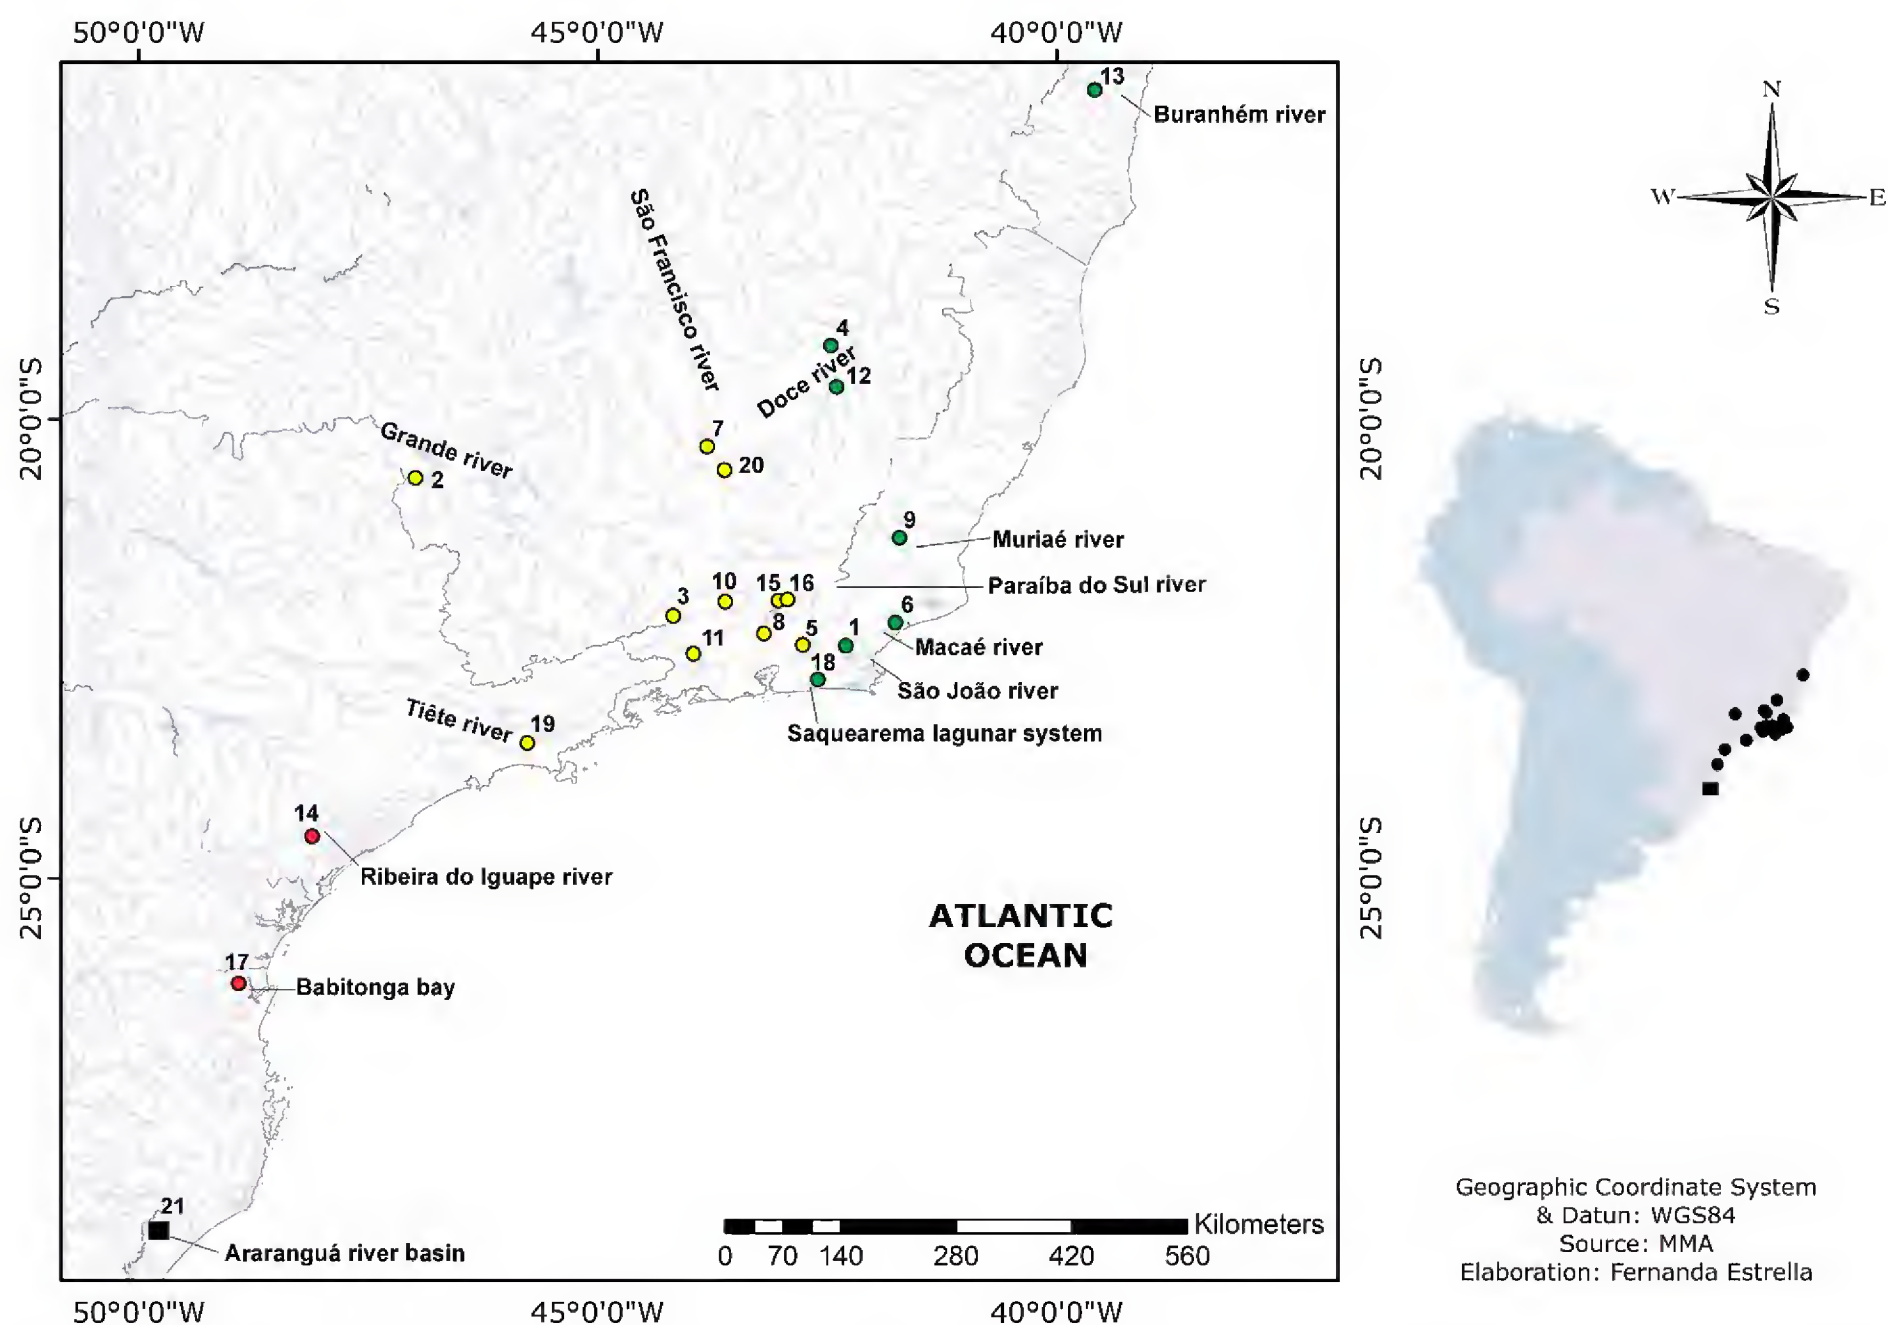 50°0'0"W
45°0'0"W
40°0'0"W
13
Buranhém river
N
W
E
S
São Francisco river
4
Doce river
12
20°0'0"S
20°0'0"S
7
20
Grande river
2
9
Muriaé river
Paraíba do Sul river
3
10
15
16
6
8
5
1
11
18
Macaé river
São João river
Saquearema lagunar system
Tiête river
19
14
Ribeira do Iguape river
25°0'0"S
25°0'0"S
ATLANTIC
OCEAN
17
Babitonga bay
21
Araranguá river basin
Kilometers
0 70 140 280 420 560
Geographic Coordinate System
& Datun: WGS84
Source: MMA
Elaboration: Fernanda Estrella
50°0'0"W
45°0'0"W
40°0'0"W